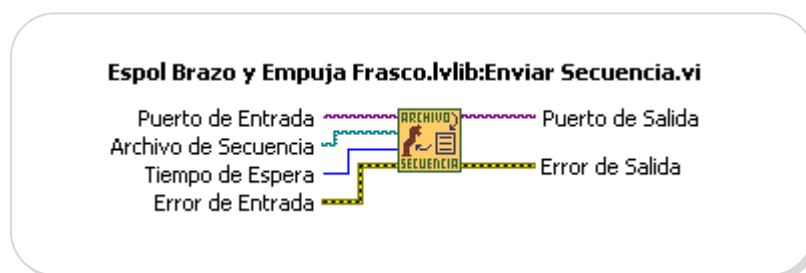 Espol Brazo y Empuja Frasco.lvlib:Enviar Secuencia.vi
Puerto de Entrada
ARCHIVO
Puerto de Salida
Archivo de Secuencia
Tiempo de Espera
SECUENCIA
Error de Salida
Error de Entrada